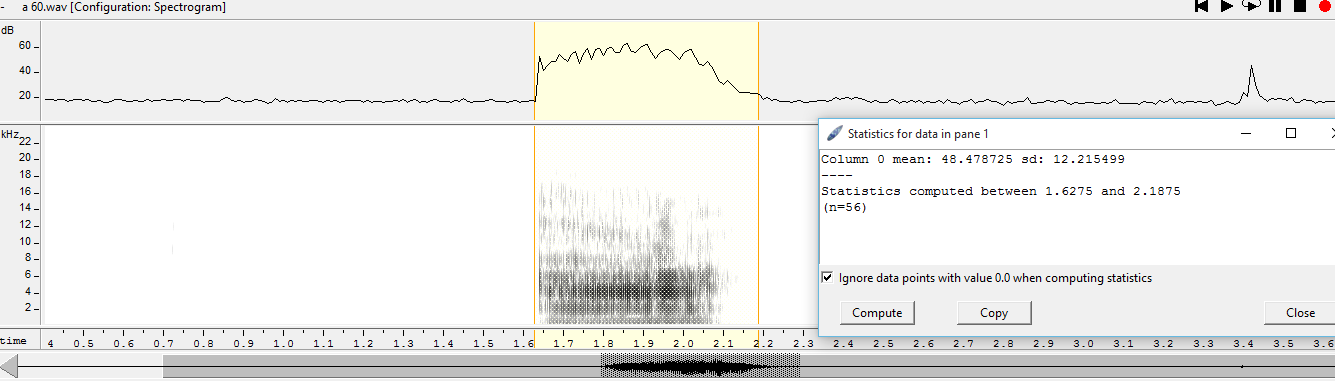 - a 60.wav [Configuration: Spectrogram]
dB
60
40
20
kHz
22
20
18
16
14
12
10
8
6
4
2
Statistics for data in pane 1
Column 0 mean: 48.478725 sd: 12.215499
----
Statistics computed between 1.6275 and 2.1875
(n=56)
Ignore data points with value 0.0 when computing statistics
Compute Copy Close
time 4 0.5 0.6 0.7 0.8 0.9 1.0 1.1 1.2 1.3 1.4 1.5 1.6 1.7 1.8 1.9 2.0 2.1 2.2 2.3 2.4 2.5 2.6 2.7 2.8 2.9 3.0 3.1 3.2 3.3 3.4 3.5 3.6